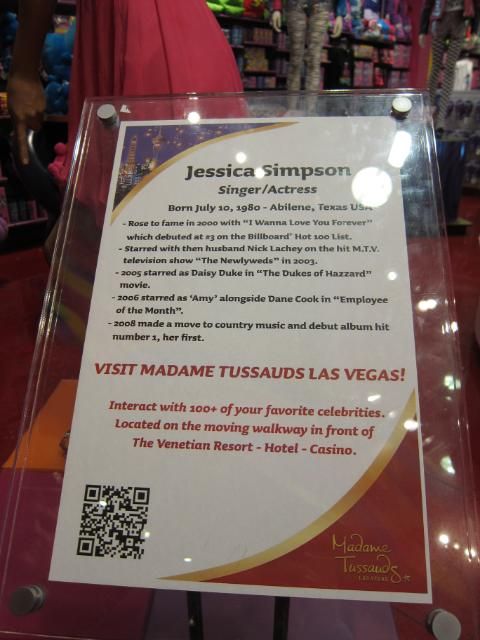 Jessica Simpson
Singer/Actress
Born July 10, 1980 - Abilene, Texas USA
- Rose to fame in 2000 with "I Wanna Love You Forever"
which debuted at #3 on the Billboard' Hot 100 List.
- Starred with then husband Nick Lachey on the hit M.T.V.
television show "The Newlyweds" in 2003.
- 2005 starred as Daisy Duke in "The Dukes of Hazzard"
movie.
- 2006 starred as 'Amy' alongside Dane Cook in "Employee
of the Month".
- 2008 made a move to country music and debut album hit
number 1, her first.
VISIT MADAME TUSSAUDS LAS VEGAS!
Interact with 100+ of your favorite celebrities.
Located on the moving walkway in front of
The Venetian Resort - Hotel - Casino.
Madame
Tussauds
LAS VEGAS